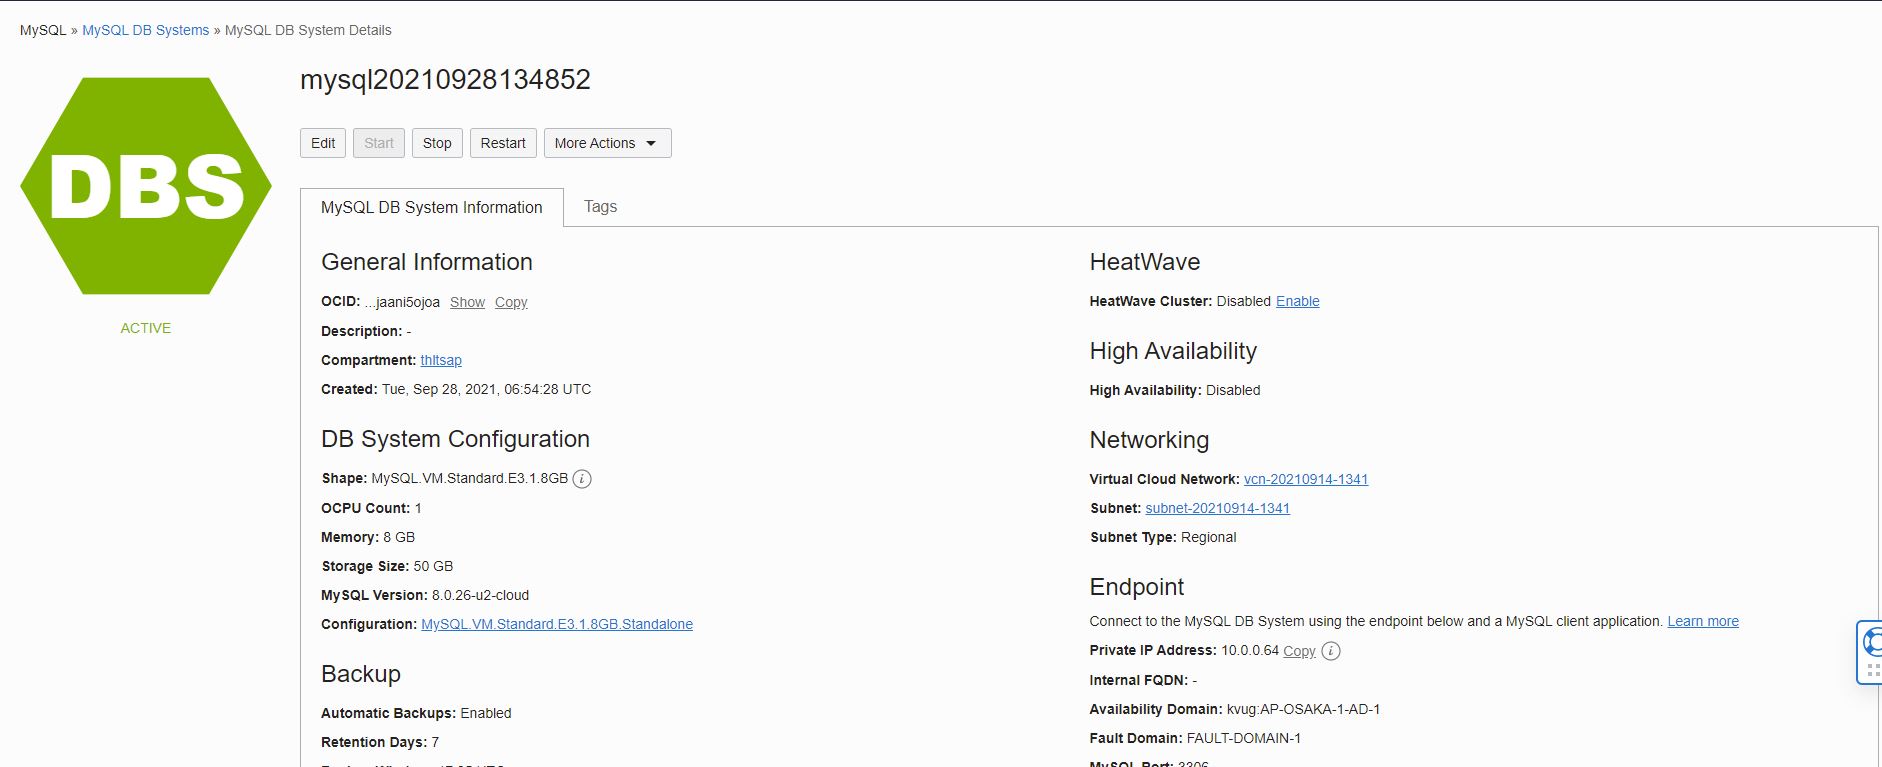 MySQL » MySQL DB Systems » MySQL DB System Details
DBS
ACTIVE
mysql20210928134852
Edit Start Stop Restart More Actions
MySQL DB System Information Tags
General Information
OCID: ...jaani5ojoa Show Copy
Description: -
Compartment: thltsap
Created: Tue, Sep 28, 2021, 06:54:28 UTC
DB System Configuration
Shape: MySQL.VM.Standard.E3.1.8GB
OCPU Count: 1
Memory: 8 GB
Storage Size: 50 GB
MySQL Version: 8.0.26-u2-cloud
Configuration: MySQL.VM.Standard.E3.1.8GB.Standalone
Backup
Automatic Backups: Enabled
Retention Days: 7
HeatWave
HeatWave Cluster: Disabled Enable
High Availability
High Availability: Disabled
Networking
Virtual Cloud Network: vcn-20210914-1341
Subnet: subnet-20210914-1341
Subnet Type: Regional
Endpoint
Connect to the MySQL DB System using the endpoint below and a MySQL client application. Learn more
Private IP Address: 10.0.0.64 Copy
Internal FQDN: -
Availability Domain: kvug:AP-OSAKA-1-AD-1
Fault Domain: FAULT-DOMAIN-1
MySQL Port: 3306